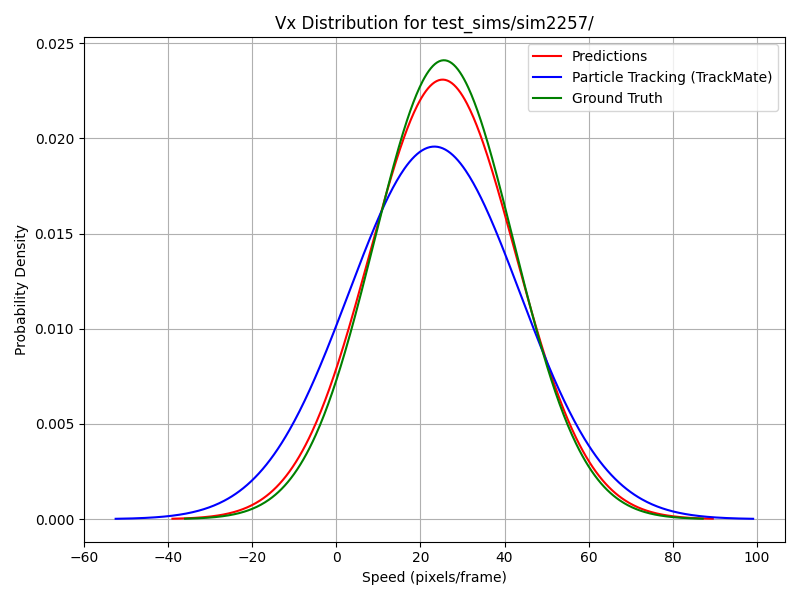 Vx Distribution for test_sims/sim2257/
Predictions
Particle Tracking (TrackMate)
Ground Truth
0.025
0.020
0.015
0.010
0.005
0.000
Probability Density
−60 −40 −20 0 20 40 60 80 100
Speed (pixels/frame)